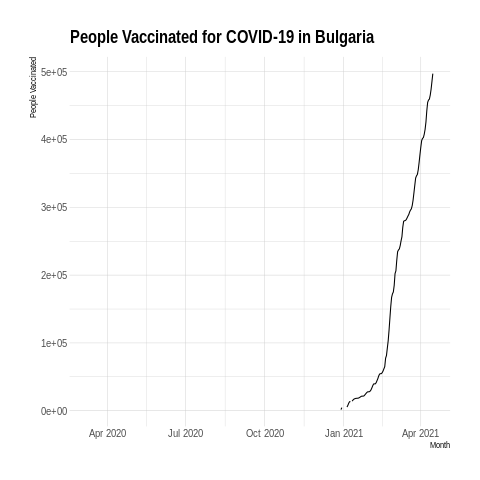 People Vaccinated for COVID-19 in Bulgaria
People Vaccinated
5e+05
4e+05
3e+05
2e+05
1e+05
0e+00
Apr 2020 Jul 2020 Oct 2020 Jan 2021 Apr 2021
Month